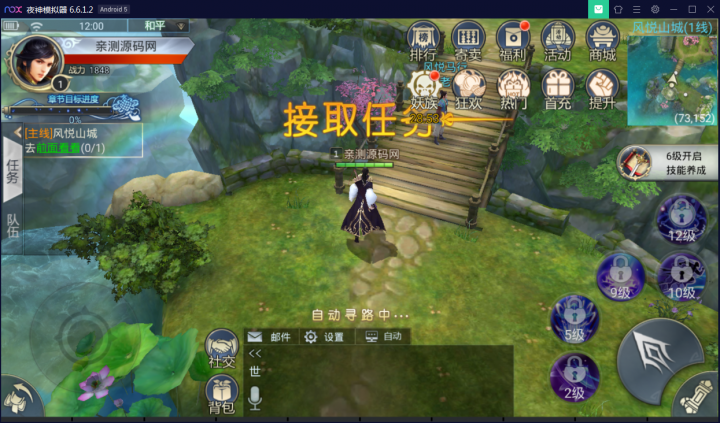 nox 夜神模拟器 6.6.1.2 Android 5
12:00 和平
亲测源码网
战力 1848
1
章节目标进度
0%
[主线]风悦山城
去前面看看(0/1)
任务
队伍
排行 寄卖 福利 活动 商城
妖族 狂欢 热门 首充 提升
29:53
风悦山城(1线)
(73,152)
接取任务
1 亲测源码网
6级开启
技能养成
12级
9级
10级
5级
2级
自动寻路中...
社交
背包
邮件 设置 自动
<<
世